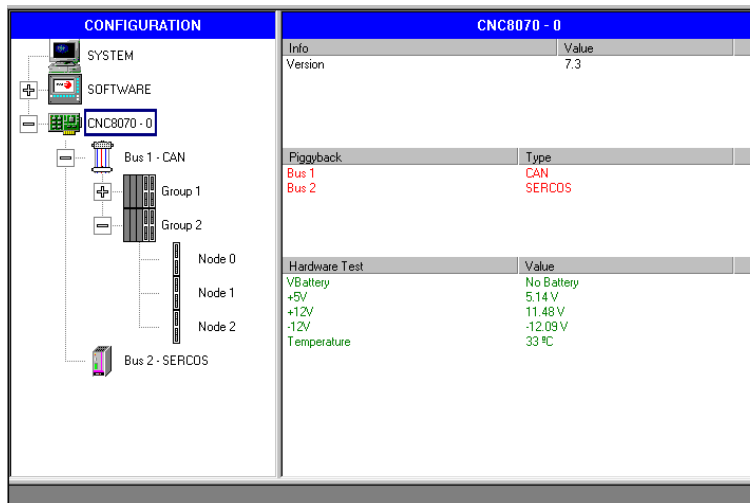 CONFIGURATION
SYSTEM
SOFTWARE
CNC8070 - 0
Bus 1 - CAN
Group 1
Group 2
Node 0
Node 1
Node 2
Bus 2 - SERCOS
CNC8070 - 0
Info Value
Version 7.3
Piggyback Type
Bus 1 CAN
Bus 2 SERCOS
Hardware Test Value
VBattery No Battery
+5V 5.14 V
+12V 11.48 V
-12V -12.09 V
Temperature 33 ºC